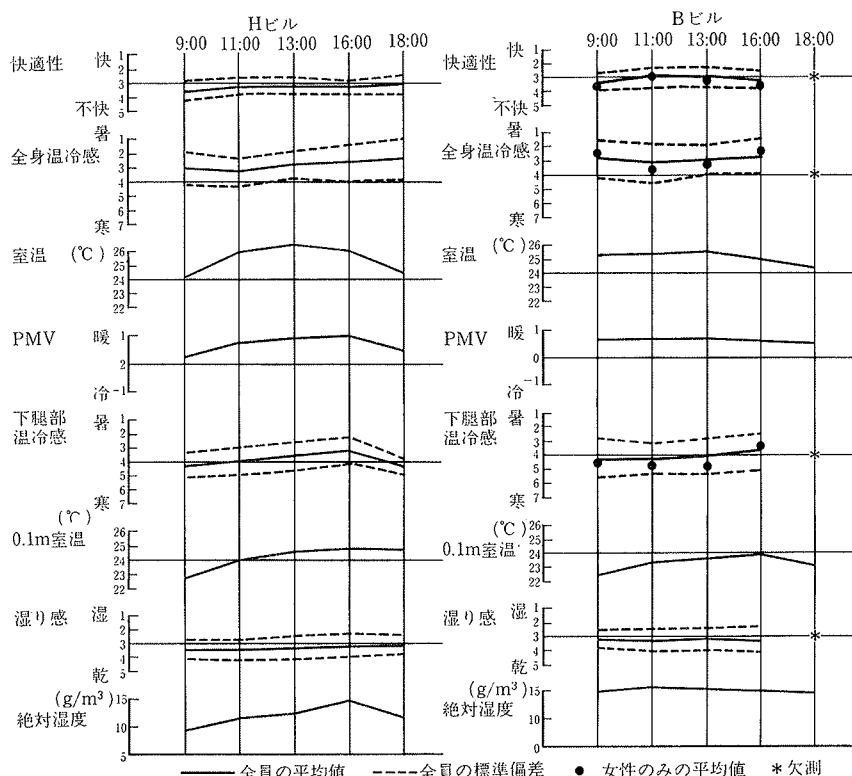 Hビル
9:00 11:00 13:00 16:00 18:00
快適性 快 1
2
3
4
不快 5
暑 1
全身温冷感 2
3
4
5
6
寒 7
室温 (℃) 26
25
24
23
22
PMV 暖 1
2
冷 -1
下腿部 暑 1
温冷感 2
3
4
5
6
寒 7
(℃)
0.1m室温 26
25
24
23
22
湿り感 湿 1
2
3
4
乾 5
(g/m³) 15
絶対湿度 10
5
Bビル
9:00 11:00 13:00 16:00 18:00
快適性 快 1
2
3
4
不快 5
暑 1
全身温冷感 2
3
4
5
6
寒 7
室温 (℃) 26
25
24
23
22
PMV 暖 1
0
冷 -1
下腿部 暑 1
温冷感 2
3
4
5
6
寒 7
(℃) 26
0.1m室温 25
24
23
22
湿り感 湿 1
2
3
4
乾 5
(g/m³) 15
絶対湿度 10
0
全員の平均値 全員の標準偏差 ● 女性のみの平均値 *欠測